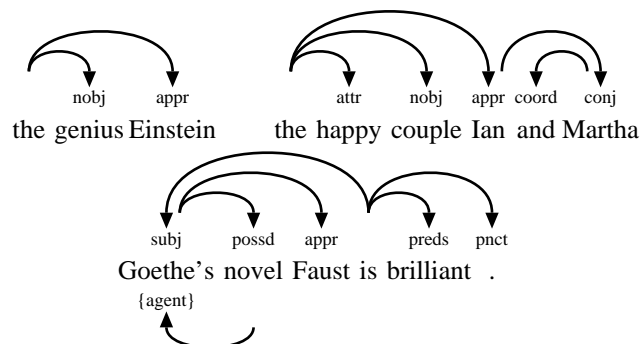 nobj appr attr nobj appr coord conj
the genius Einstein the happy couple Ian and Martha
subj possd appr preds pnct
Goethe's novel Faust is brilliant .
{agent}